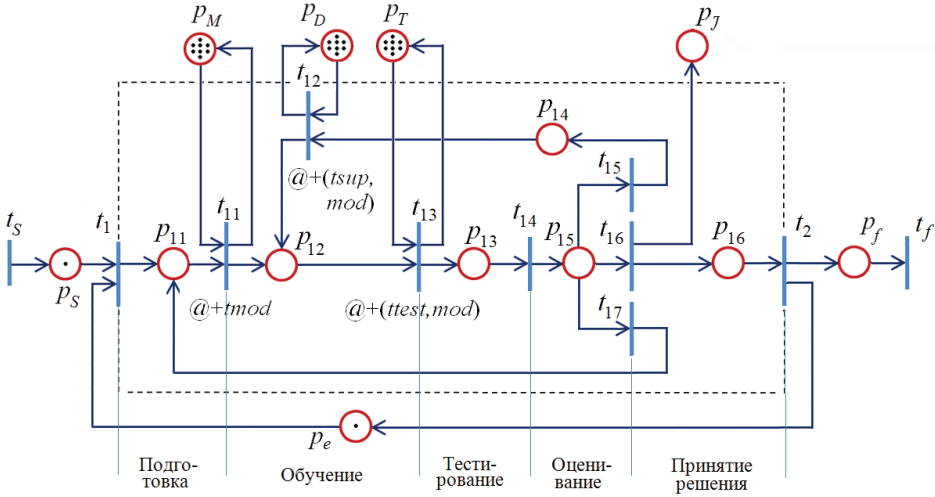 p_M p_D p_T p_J
t_12
p_14
@+(tsup,
mod)
t_15
t_S t_1 p_11 t_11 p_12 t_13 p_13 t_14 p_15 t_16 p_16 t_2 p_f t_f
p_S
@+tmod
@+(ttest,mod)
t_17
p_e
Подго-
товка
Обучение
Тести-
рование
Оцени-
вание
Принятие
решения